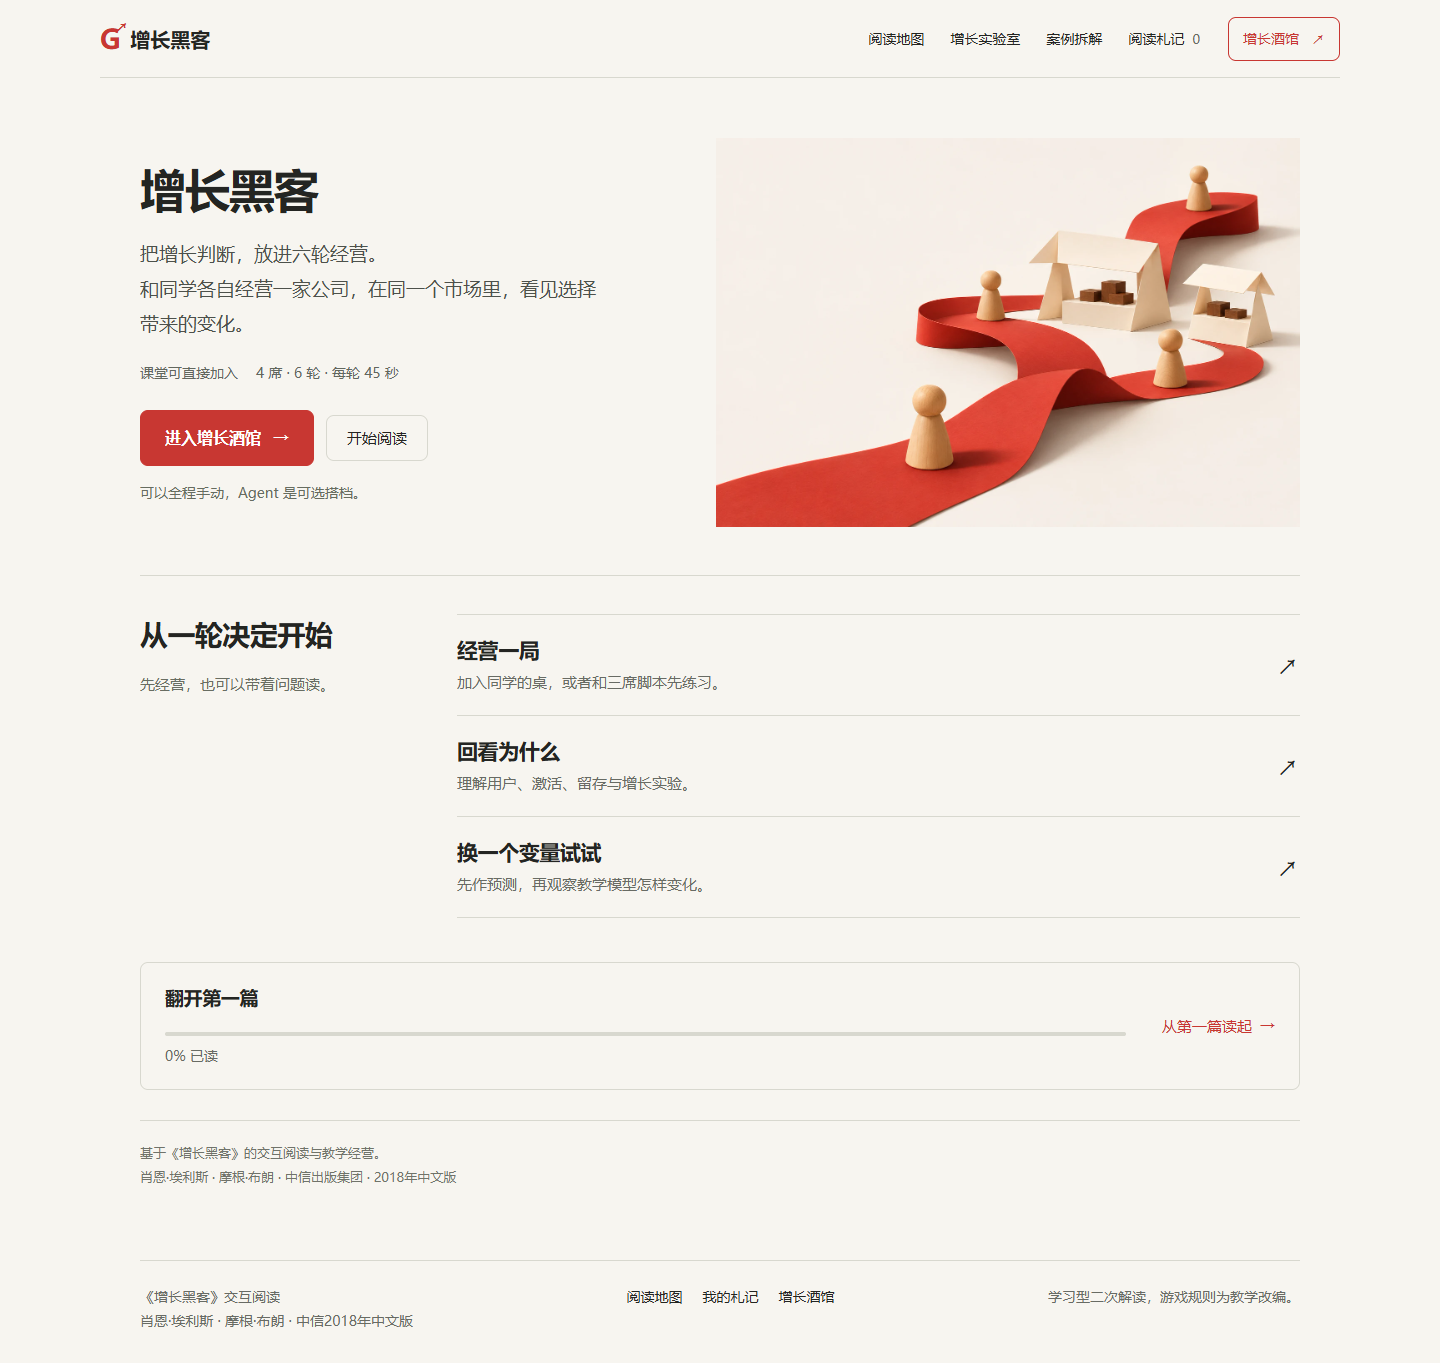 G 增长黑客
阅读地图 增长实验室 案例拆解 阅读札记 0 增长酒馆 ↗
增长黑客
把增长判断，放进六轮经营。
和同学各自经营一家公司，在同一个市场里，看见选择
带来的变化。
课堂可直接加入 4 席 · 6 轮 · 每轮 45 秒
进入增长酒馆 → 开始阅读
可以全程手动，Agent 是可选搭档。
从一轮决定开始
先经营，也可以带着问题读。
经营一局
加入同学的桌，或者和三席脚本先练习。
↗
回看为什么
理解用户、激活、留存与增长实验。
↗
换一个变量试试
先作预测，再观察教学模型怎样变化。
↗
翻开第一篇
0% 已读
从第一篇读起 →
基于《增长黑客》的交互阅读与教学经营。
肖恩·埃利斯 · 摩根·布朗 · 中信出版集团 · 2018年中文版
《增长黑客》交互阅读
肖恩·埃利斯 · 摩根·布朗 · 中信2018年中文版
阅读地图 我的札记 增长酒馆
学习型二次解读，游戏规则为教学改编。